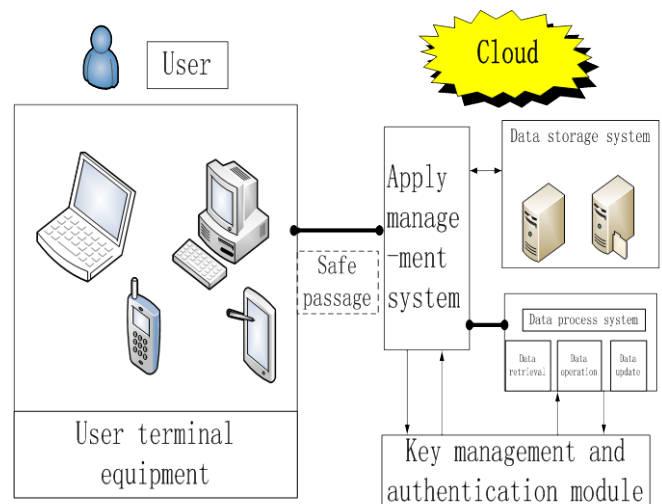 User
Cloud
Data storage system
Apply
manage
-ment
system
Safe
passage
Data process system
Data
retrieval
Data
operation
Data
update
User terminal
equipment
Key management and
authentication module